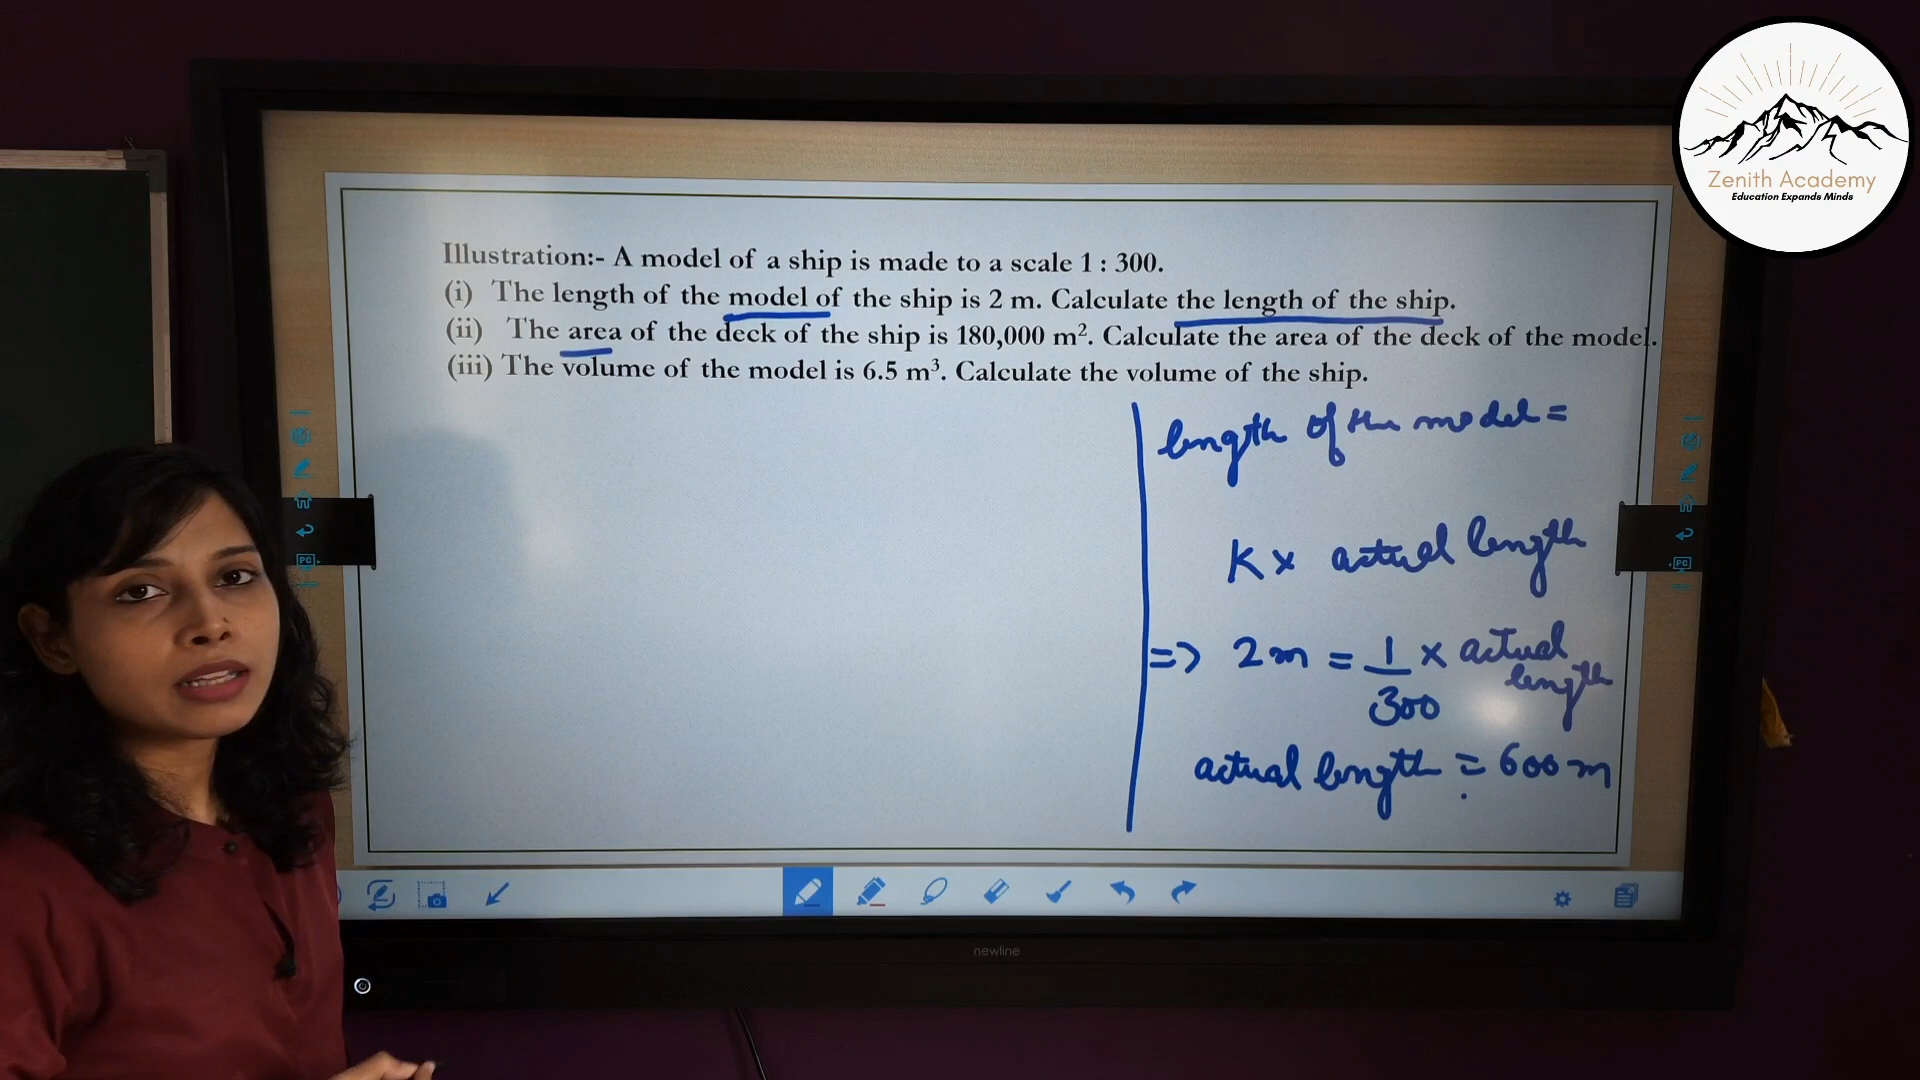 Zenith Academy
Education Expands Minds
Illustration:- A model of a ship is made to a scale 1 : 300.
(i) The length of the model of the ship is 2 m. Calculate the length of the ship.
(ii) The area of the deck of the ship is 180,000 m². Calculate the area of the deck of the model.
(iii) The volume of the model is 6.5 m³. Calculate the volume of the ship.
length of the model =
K × actual length
=> 2m = 1/300 × actual length
actual length = 600 m
PC
PC
newline